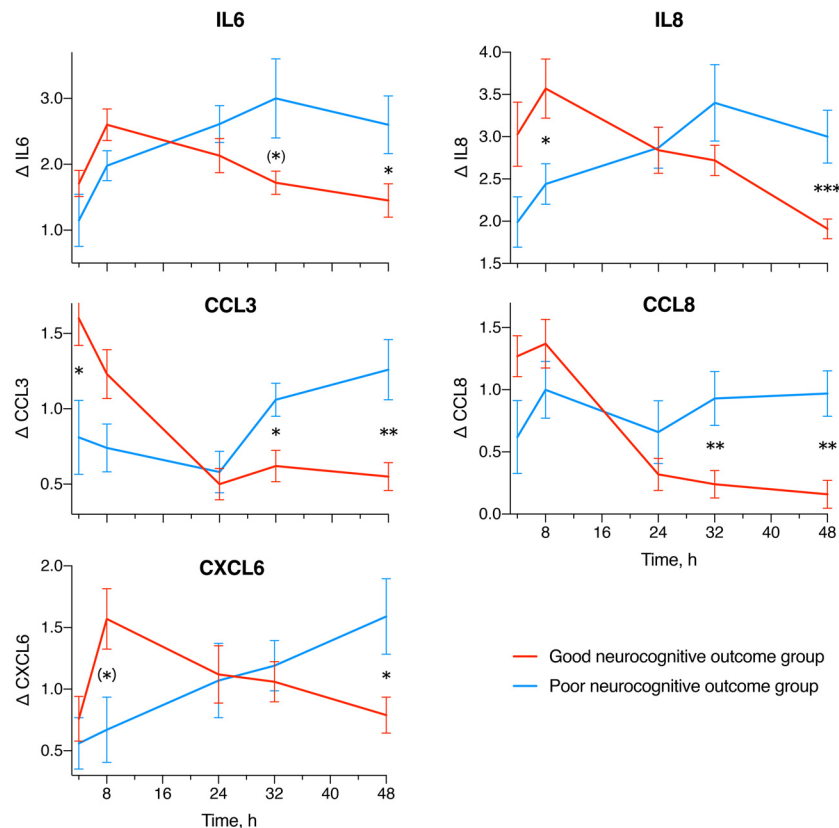 IL6
Δ IL6
3.0
2.0
1.0
(*)
*
IL8
Δ IL8
4.0
3.5
3.0
2.5
2.0
1.5
*
***
CCL3
Δ CCL3
1.5
1.0
0.5
*
*
**
CCL8
Δ CCL8
1.5
1.0
0.5
0.0
**
**
8 16 24 32 40 48
Time, h
CXCL6
Δ CXCL6
2.0
1.5
1.0
0.5
(*)
*
8 16 24 32 40 48
Time, h
Good neurocognitive outcome group
Poor neurocognitive outcome group